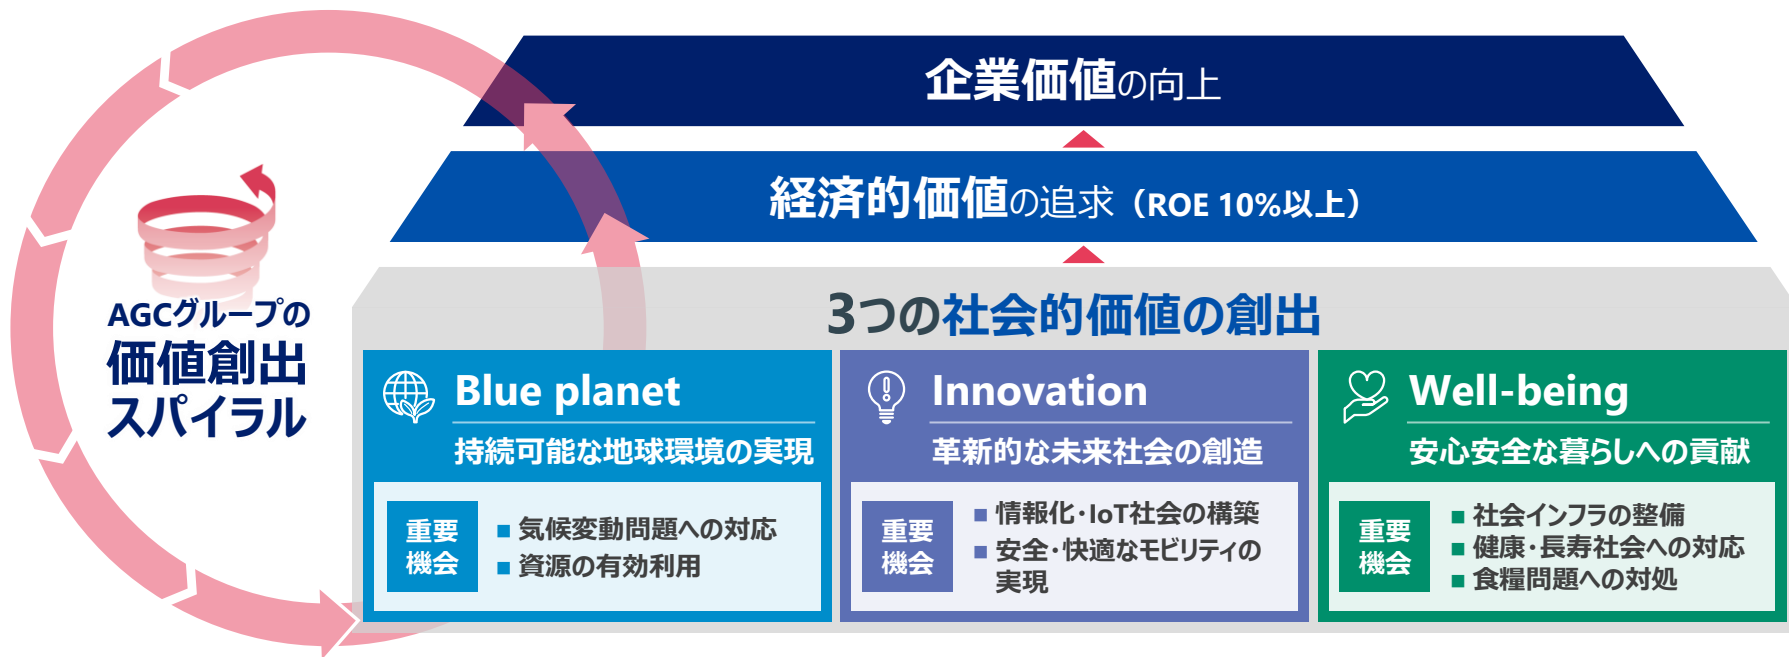 企業価値の向上
経済的価値の追求（ROE 10%以上）
AGCグループの
価値創出
スパイラル
3つの社会的価値の創出
Blue planet
持続可能な地球環境の実現
重要
機会
■ 気候変動問題への対応
■ 資源の有効利用
Innovation
革新的な未来社会の創造
重要
機会
■ 情報化・IoT社会の構築
■ 安全・快適なモビリティの
実現
Well-being
安心安全な暮らしへの貢献
重要
機会
■ 社会インフラの整備
■ 健康・長寿社会への対応
■ 食糧問題への対処